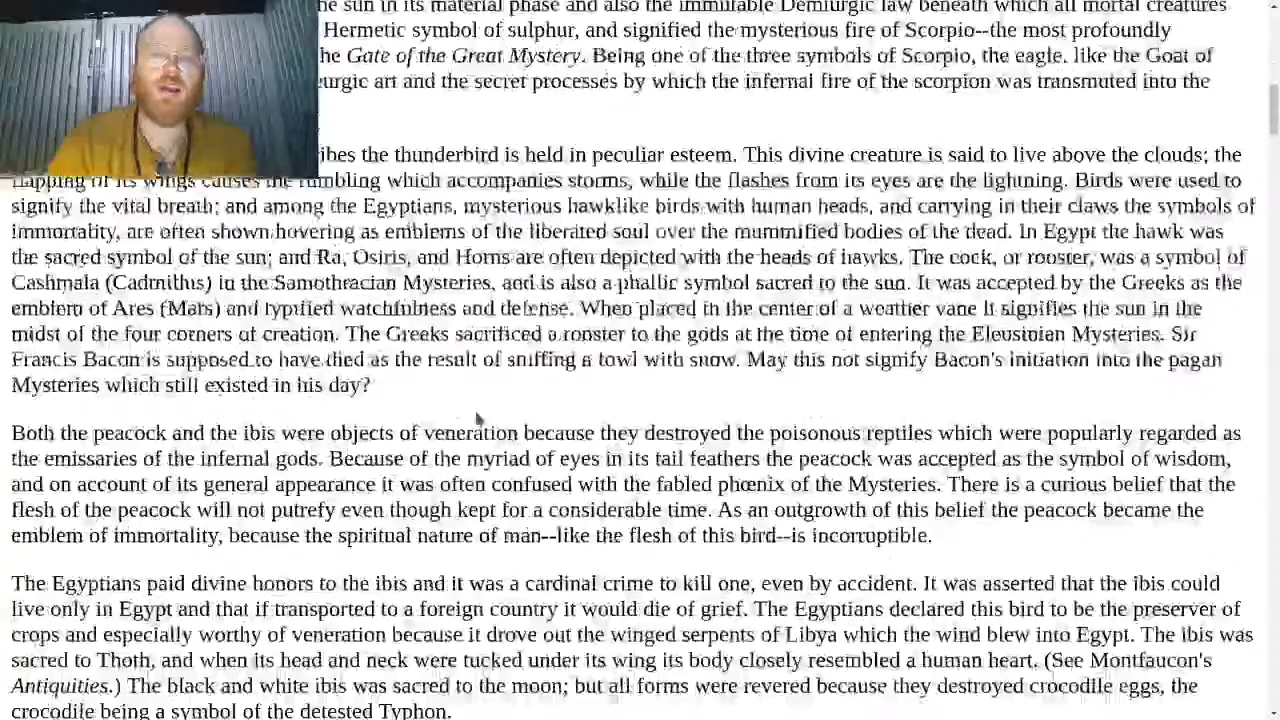 he sun in its material phase and also the immutable Demiurgic law beneath which all mortal creatures
Hermetic symbol of sulphur, and signified the mysterious fire of Scorpio--the most profoundly
he Gate of the Great Mystery. Being one of the three symbols of Scorpio, the eagle, like the Goat of
urgic art and the secret processes by which the infernal fire of the scorpion was transmuted into the
ibes the thunderbird is held in peculiar esteem. This divine creature is said to live above the clouds; the
flapping of its wings causes the rumbling which accompanies storms, while the flashes from its eyes are the lightning. Birds were used to
signify the vital breath; and among the Egyptians, mysterious hawklike birds with human heads, and carrying in their claws the symbols of
immortality, are often shown hovering as emblems of the liberated soul over the mummified bodies of the dead. In Egypt the hawk was
the sacred symbol of the sun; and Ra, Osiris, and Horus are often depicted with the heads of hawks. The cock, or rooster, was a symbol of
Cashmala (Cadmillus) in the Samothracian Mysteries, and is also a phallic symbol sacred to the sun. It was accepted by the Greeks as the
emblem of Ares (Mars) and typified watchfulness and defense. When placed in the center of a weather vane it signifies the sun in the
midst of the four corners of creation. The Greeks sacrificed a rooster to the gods at the time of entering the Eleusinian Mysteries. Sir
Francis Bacon is supposed to have died as the result of stuffing a fowl with snow. May this not signify Bacon's initiation into the pagan
Mysteries which still existed in his day?
Both the peacock and the ibis were objects of veneration because they destroyed the poisonous reptiles which were popularly regarded as
the emissaries of the infernal gods. Because of the myriad of eyes in its tail feathers the peacock was accepted as the symbol of wisdom,
and on account of its general appearance it was often confused with the fabled phœnix of the Mysteries. There is a curious belief that the
flesh of the peacock will not putrefy even though kept for a considerable time. As an outgrowth of this belief the peacock became the
emblem of immortality, because the spiritual nature of man--like the flesh of this bird--is incorruptible.
The Egyptians paid divine honors to the ibis and it was a cardinal crime to kill one, even by accident. It was asserted that the ibis could
live only in Egypt and that if transported to a foreign country it would die of grief. The Egyptians declared this bird to be the preserver of
crops and especially worthy of veneration because it drove out the winged serpents of Libya which the wind blew into Egypt. The ibis was
sacred to Thoth, and when its head and neck were tucked under its wing its body closely resembled a human heart. (See Montfaucon's
Antiquities.) The black and white ibis was sacred to the moon; but all forms were revered because they destroyed crocodile eggs, the
crocodile being a symbol of the detested Typhon.